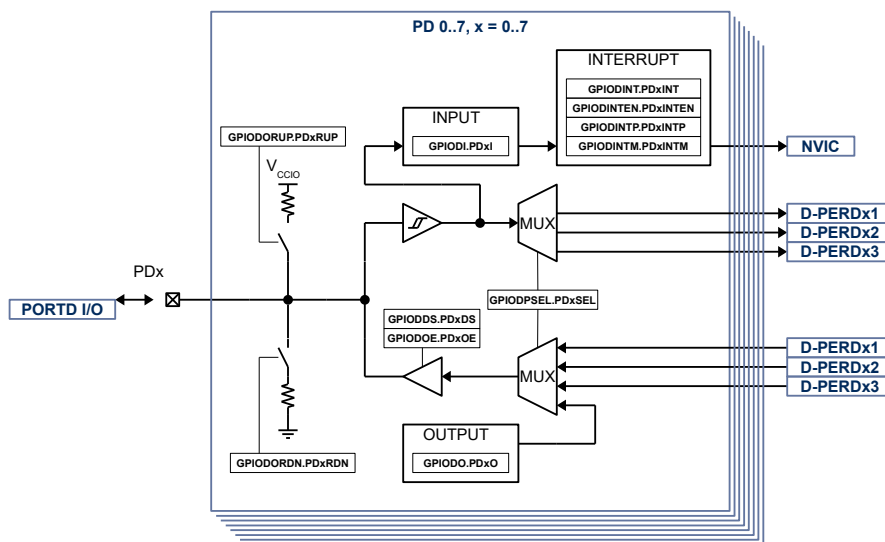 PD 0..7, x = 0..7
INTERRUPT
GPIODINT.PDxINT
GPIODINTEN.PDxINTEN
GPIODINTP.PDxINTP
GPIODINTM.PDxINTM
INPUT
GPIODI.PDxI
GPIODORUP.PDxRUP
NVIC
VCCIO
MUX
D-PERDx1
D-PERDx2
D-PERDx3
PDx
PORTD I/O
GPIODPSEL.PDxSEL
GPIODDS.PDxDS
GPIODOE.PDxOE
MUX
D-PERDx1
D-PERDx2
D-PERDx3
OUTPUT
GPIODO.PDxO
GPIODORDN.PDxRDN